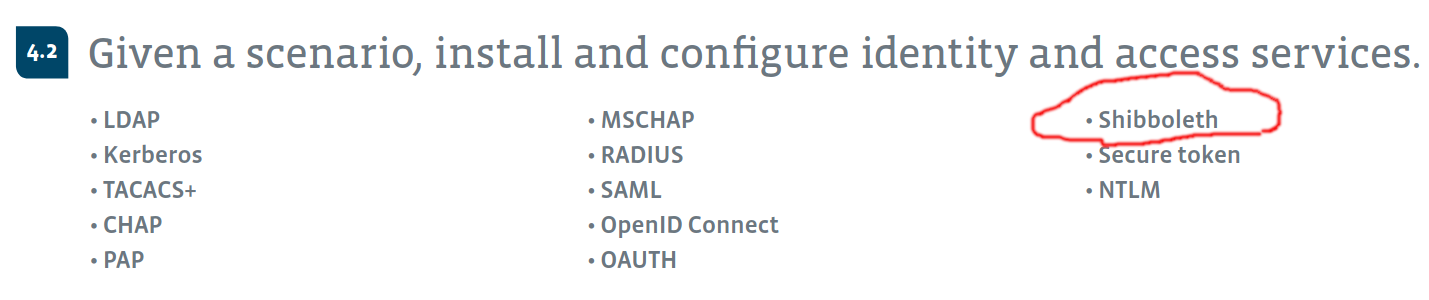 4.2 Given a scenario, install and configure identity and access services.
• LDAP
• Kerberos
• TACACS+
• CHAP
• PAP
• MSCHAP
• RADIUS
• SAML
• OpenID Connect
• OAUTH
• Shibboleth
• Secure token
• NTLM